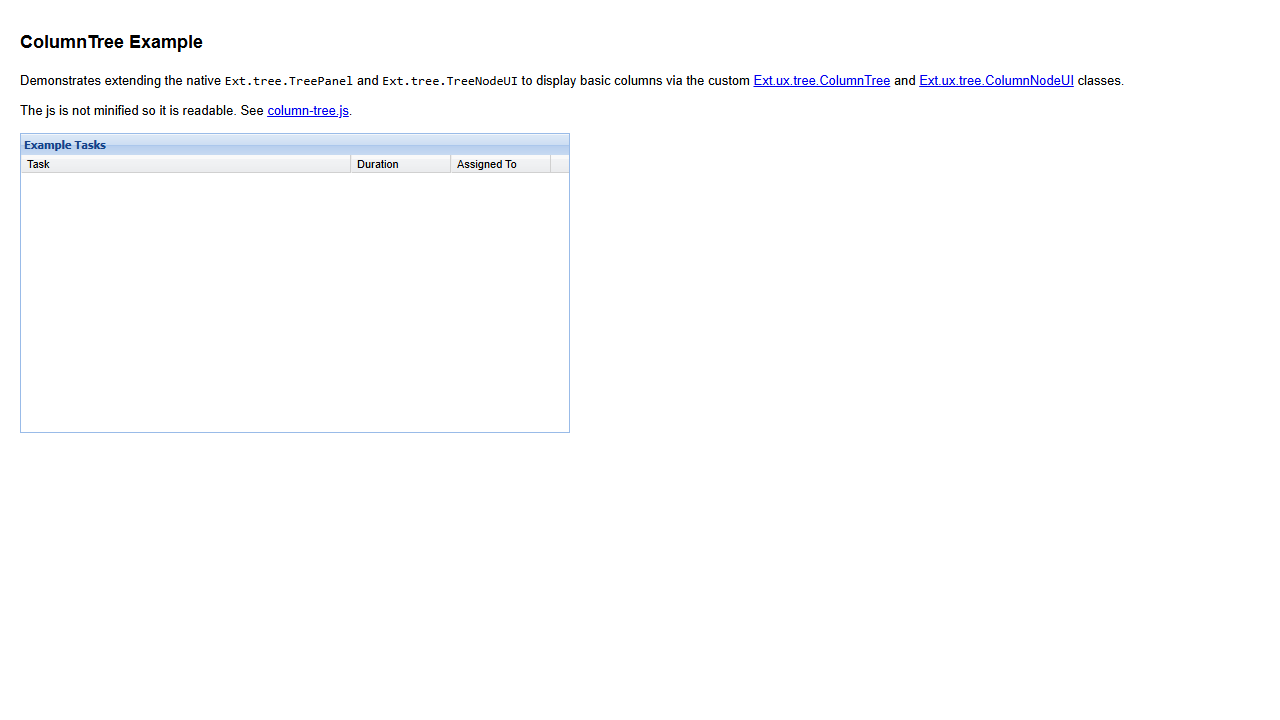 ColumnTree Example
Demonstrates extending the native Ext.tree.TreePanel and Ext.tree.TreeNodeUI to display basic columns via the custom Ext.ux.tree.ColumnTree and Ext.ux.tree.ColumnNodeUI classes.
The js is not minified so it is readable. See column-tree.js.
Example Tasks
Task Duration Assigned To